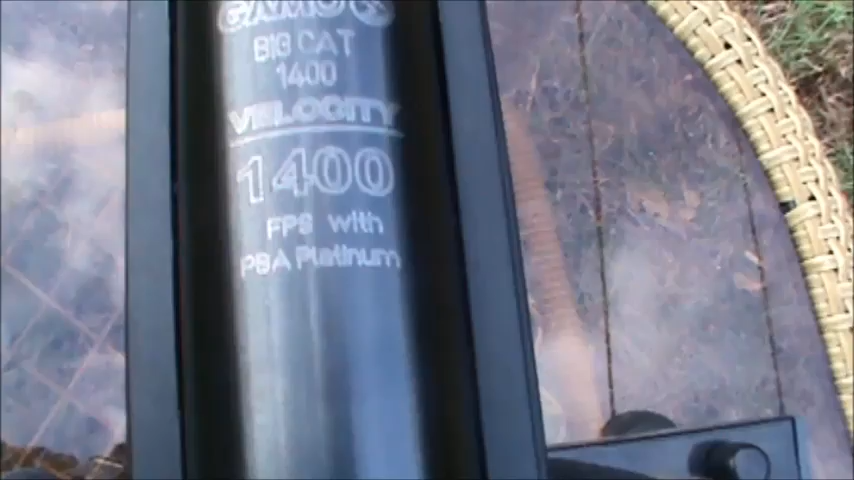 GAMO
BIG CAT
1400
VELOCITY
1400
FPS with
PBA Platinum